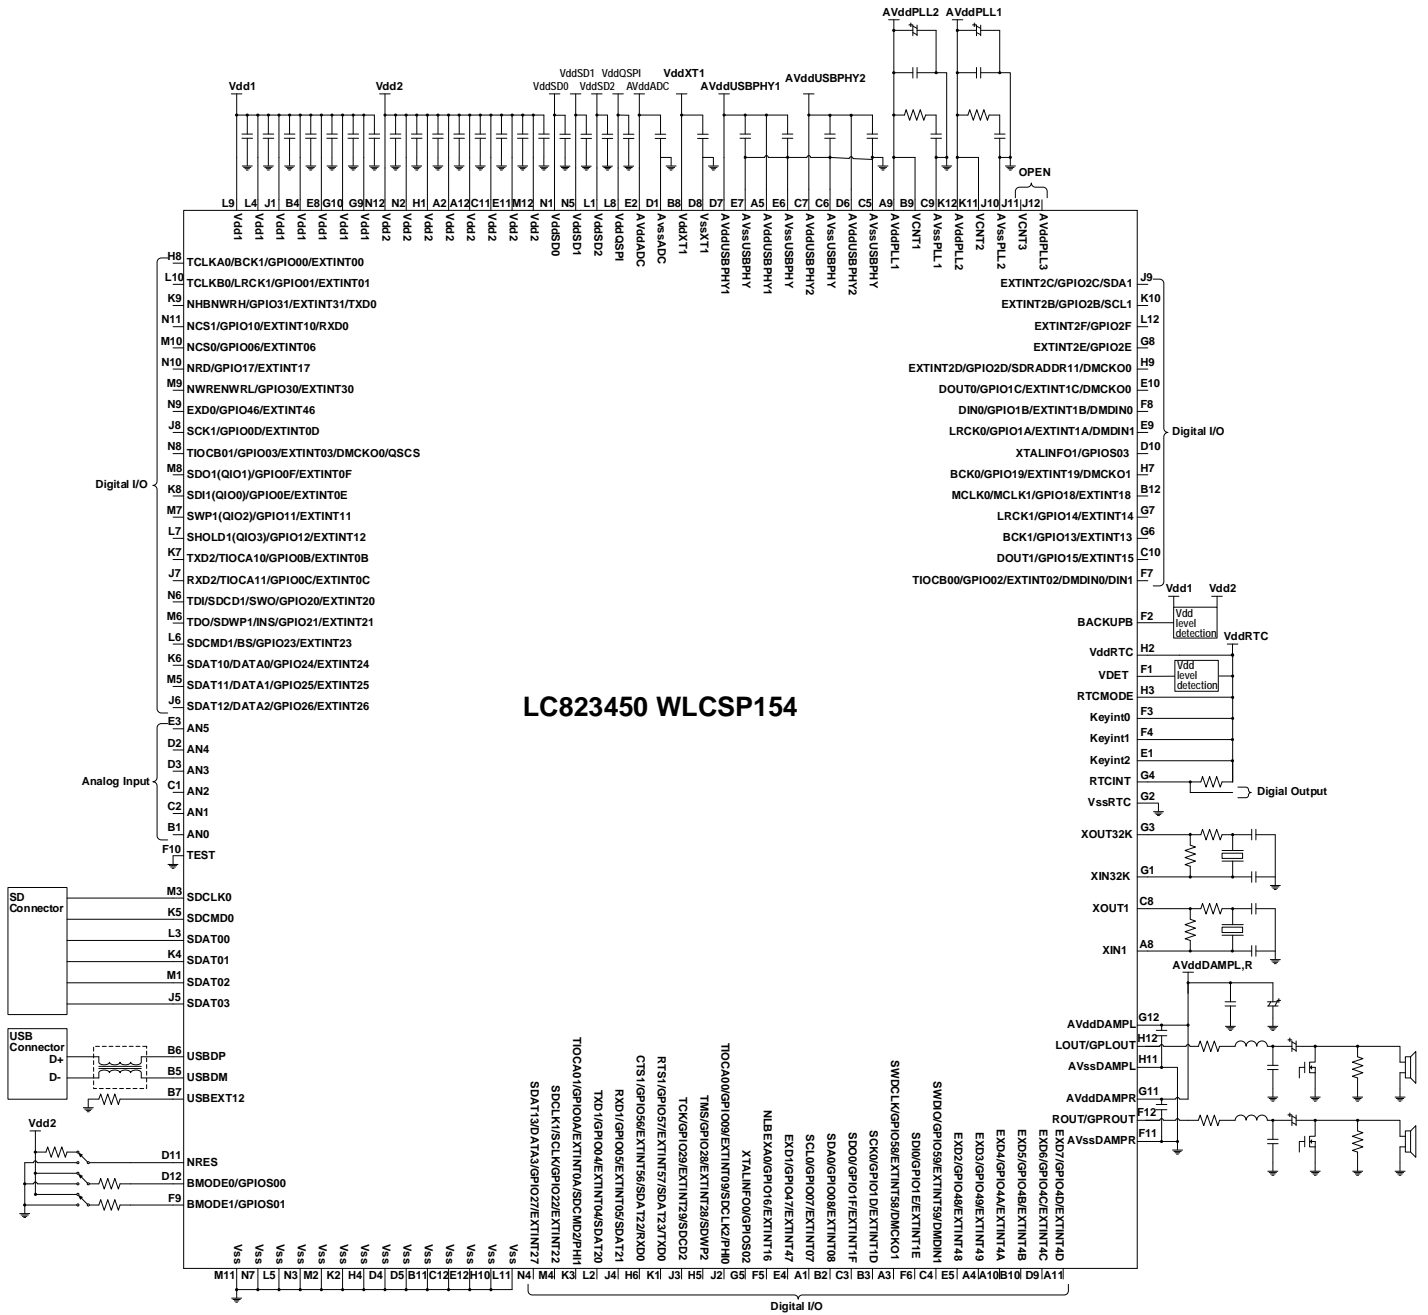 AVddPLL2 AVddPLL1
VddSD1 VddQSPI
Vdd1 Vdd2 VddSD0 VddSD2 AVddADC VddXT1 AVddUSBPHY1 AVddUSBPHY2
OPEN
L9 L4 J1 B4 E8 G10 G9 N12 N2 H1 A2 A12 C11 E11 M12 N1 N5 L1 L8 E2 D1 B8 D8 D7 E7 A5 E6 C7 C6 D6 C5 A9 B9 C9 K12 K11 J10 J11 J12
Vdd1 Vdd1 Vdd1 Vdd1 Vdd1 Vdd1 Vdd1 Vdd2 Vdd2 Vdd2 Vdd2 Vdd2 Vdd2 Vdd2 Vdd2 VddSD0 VddSD1 VddSD2 VddQSPI AVddADC AvssADC VddXT1 VssXT1 AVddUSBPHY1 AVssUSBPHY AVddUSBPHY1 AVssUSBPHY AVddUSBPHY2 AVssUSBPHY AVddUSBPHY2 AVssUSBPHY AVddPLL1 VCNT1 AVssPLL1 AVddPLL2 VCNT2 AVssPLL2 VCNT3 AVddPLL3
H8 TCLKA0/BCK1/GPIO00/EXTINT00
L10 TCLKB0/LRCK1/GPIO01/EXTINT01
K9 NHBNWRH/GPIO31/EXTINT31/TXD0
N11 NCS1/GPIO10/EXTINT10/RXD0
M10 NCS0/GPIO06/EXTINT06
N10 NRD/GPIO17/EXTINT17
M9 NWRENWRL/GPIO30/EXTINT30
N9 EXD0/GPIO46/EXTINT46
J8 SCK1/GPIO0D/EXTINT0D
N8 TIOCB01/GPIO03/EXTINT03/DMCKO0/QSCS
M8 SDO1(QIO1)/GPIO0F/EXTINT0F
Digital I/O
K8 SDI1(QIO0)/GPIO0E/EXTINT0E
M7 SWP1(QIO2)/GPIO11/EXTINT11
L7 SHOLD1(QIO3)/GPIO12/EXTINT12
K7 TXD2/TIOCA10/GPIO0B/EXTINT0B
J7 RXD2/TIOCA11/GPIO0C/EXTINT0C
N6 TDI/SDCD1/SWO/GPIO20/EXTINT20
M6 TDO/SDWP1/INS/GPIO21/EXTINT21
L6 SDCMD1/BS/GPIO23/EXTINT23
K6 SDAT10/DATA0/GPIO24/EXTINT24
M5 SDAT11/DATA1/GPIO25/EXTINT25
J6 SDAT12/DATA2/GPIO26/EXTINT26
E3 AN5
D2 AN4
D3 AN3
Analog Input
C1 AN2
C2 AN1
B1 AN0
F10 TEST
SD
Connector
M3 SDCLK0
K5 SDCMD0
L3 SDAT00
K4 SDAT01
M1 SDAT02
J5 SDAT03
USB
Connector
D+ B6 USBDP
D- B5 USBDM
B7 USBEXT12
Vdd2
D11 NRES
D12 BMODE0/GPIOS00
F9 BMODE1/GPIOS01
LC823450 WLCSP154
EXTINT2C/GPIO2C/SDA1 J9
EXTINT2B/GPIO2B/SCL1 K10
EXTINT2F/GPIO2F L12
EXTINT2E/GPIO2E G8
EXTINT2D/GPIO2D/SDRADDR11/DMCKO0 H9
DOUT0/GPIO1C/EXTINT1C/DMCKO0 E10
DIN0/GPIO1B/EXTINT1B/DMDIN0 F8
LRCK0/GPIO1A/EXTINT1A/DMDIN1 E9
Digital I/O
XTALINFO1/GPIOS03 D10
BCK0/GPIO19/EXTINT19/DMCKO1 H7
MCLK0/MCLK1/GPIO18/EXTINT18 B12
LRCK1/GPIO14/EXTINT14 G7
BCK1/GPIO13/EXTINT13 G6
DOUT1/GPIO15/EXTINT15 C10
TIOCB00/GPIO02/EXTINT02/DMDIN0/DIN1 F7
Vdd1 Vdd2
BACKUPB F2
Vdd
level
detection
VddRTC
VddRTC H2
VDET F1
Vdd
level
detection
RTCMODE H3
Keyint0 F3
Keyint1 F4
Keyint2 E1
RTCINT G4
Digial Output
VssRTC G2
XOUT32K G3
XIN32K G1
XOUT1 C8
XIN1 A8
AVddDAMPL,R
AVddDAMPL G12
LOUT/GPLOUT H12
AVssDAMPL H11
AVddDAMPR G11
ROUT/GPROUT F12
AVssDAMPR F11
Vss Vss Vss Vss Vss Vss Vss Vss Vss Vss Vss Vss Vss Vss
SDAT13/DATA3/GPIO27/EXTINT27
SDCLK1/SCLK/GPIO22/EXTINT22
TIOCA01/GPIO0A/EXTINT0A/SDCMD2/PHI1
TXD1/GPIO04/EXTINT04/SDAT20
RXD1/GPIO05/EXTINT05/SDAT21
CTS1/GPIO56/EXTINT56/SDAT22/RXD0
RTS1/GPIO57/EXTINT57/SDAT23/TXD0
TCK/GPIO29/EXTINT29/SDCD2
TMS/GPIO28/EXTINT28/SDWP2
TIOCA00/GPIO09/EXTINT09/SDCLK2/PHI0
XTALINFO0/GPIOS02
NLBEXA0/GPIO16/EXTINT16
EXD1/GPIO47/EXTINT47
SCL0/GPIO07/EXTINT07
SDA0/GPIO08/EXTINT08
SDO0/GPIO1F/EXTINT1F
SCK0/GPIO1D/EXTINT1D
SWDCLK/GPIO58/EXTINT58/DMCKO1
SDI0/GPIO1E/EXTINT1E
SWDIO/GPIO59/EXTINT59/DMDIN1
EXD2/GPIO48/EXTINT48
EXD3/GPIO49/EXTINT49
EXD4/GPIO4A/EXTINT4A
EXD5/GPIO4B/EXTINT4B
EXD6/GPIO4C/EXTINT4C
EXD7/GPIO4D/EXTINT4D
M11 N7 L5 N3 M2 K2 H4 D4 D5 B11 C12 E12 H10 L11 N4 M4 K3 L2 J4 H6 K1 J3 H5 J2 G5 F5 E4 A1 B2 C3 B3 A3 F6 C4 E5 A4 A10 B10 D9 A11
Digital I/O